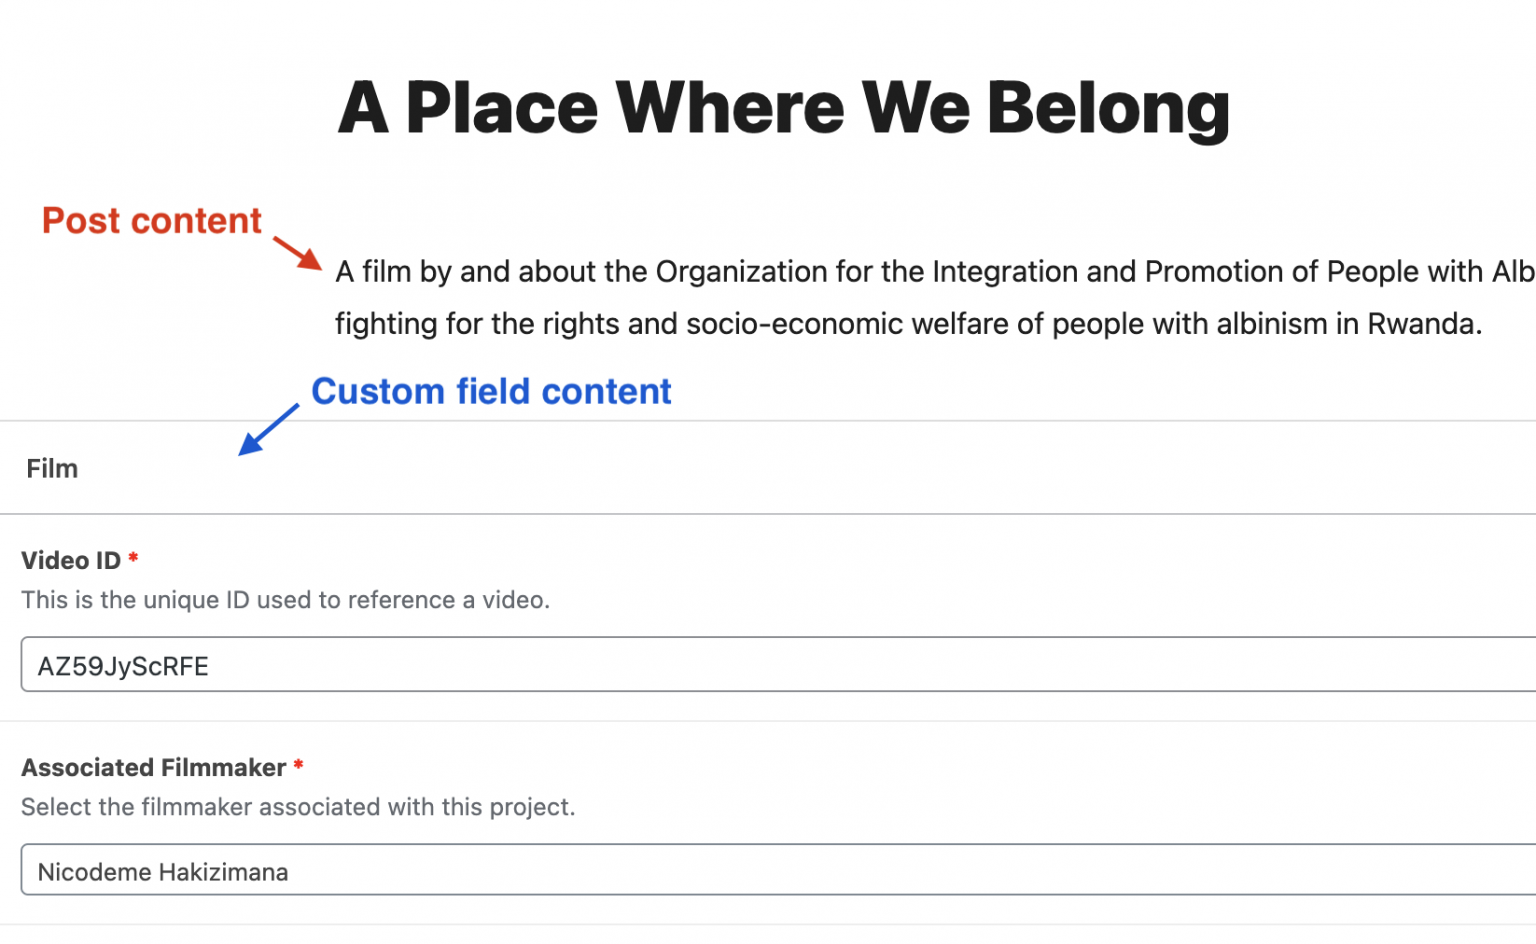 A Place Where We Belong
Post content
A film by and about the Organization for the Integration and Promotion of People with
fighting for the rights and socio-economic welfare of people with albinism in Rwanda.
Custom field content
Film
Video ID *
This is the unique ID used to reference a video.
AZ59JyScRFE
Associated Filmmaker *
Select the filmmaker associated with this project.
Nicodeme Hakizimana